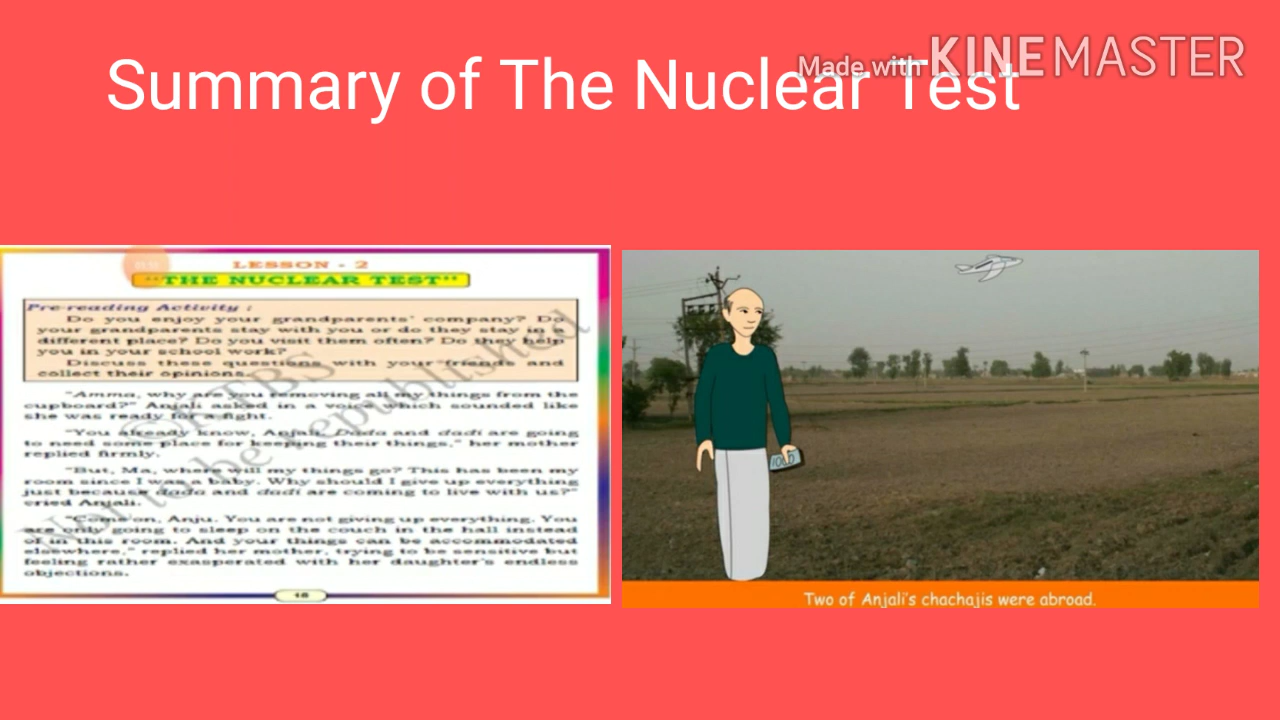 Made with KINEMASTER
Summary of The Nuclear Test
LESSON - 2
"THE NUCLEAR TEST"
Pre-reading Activity :
Do you enjoy your grandparents' company? Do
your grandparents stay with you or do they stay in a
different place? Do you visit them often? Do they help
you in your school work?
Discuss these questions with your friends and
collect their opinions.
"Amma, why are you removing all my things from the
cupboard?" Anjali asked in a voice which sounded like
she was ready for a fight.
"You already know, Anjali. Dada and dadi are going
to need some place for keeping their things," her mother
replied firmly.
"But, Ma, where will my things go? This has been my
room since I was a baby. Why should I give up everything
just because dada and dadi are coming to live with us?"
cried Anjali.
"Come on, Anju. You are not giving up everything. You
are only going to sleep on the couch in the hall instead
of in this room. And your things can be accommodated
elsewhere," replied her mother, trying to be sensitive but
feeling rather exasperated with her daughter's endless
objections.
Not to be republished
Two of Anjali's chachajis were abroad.